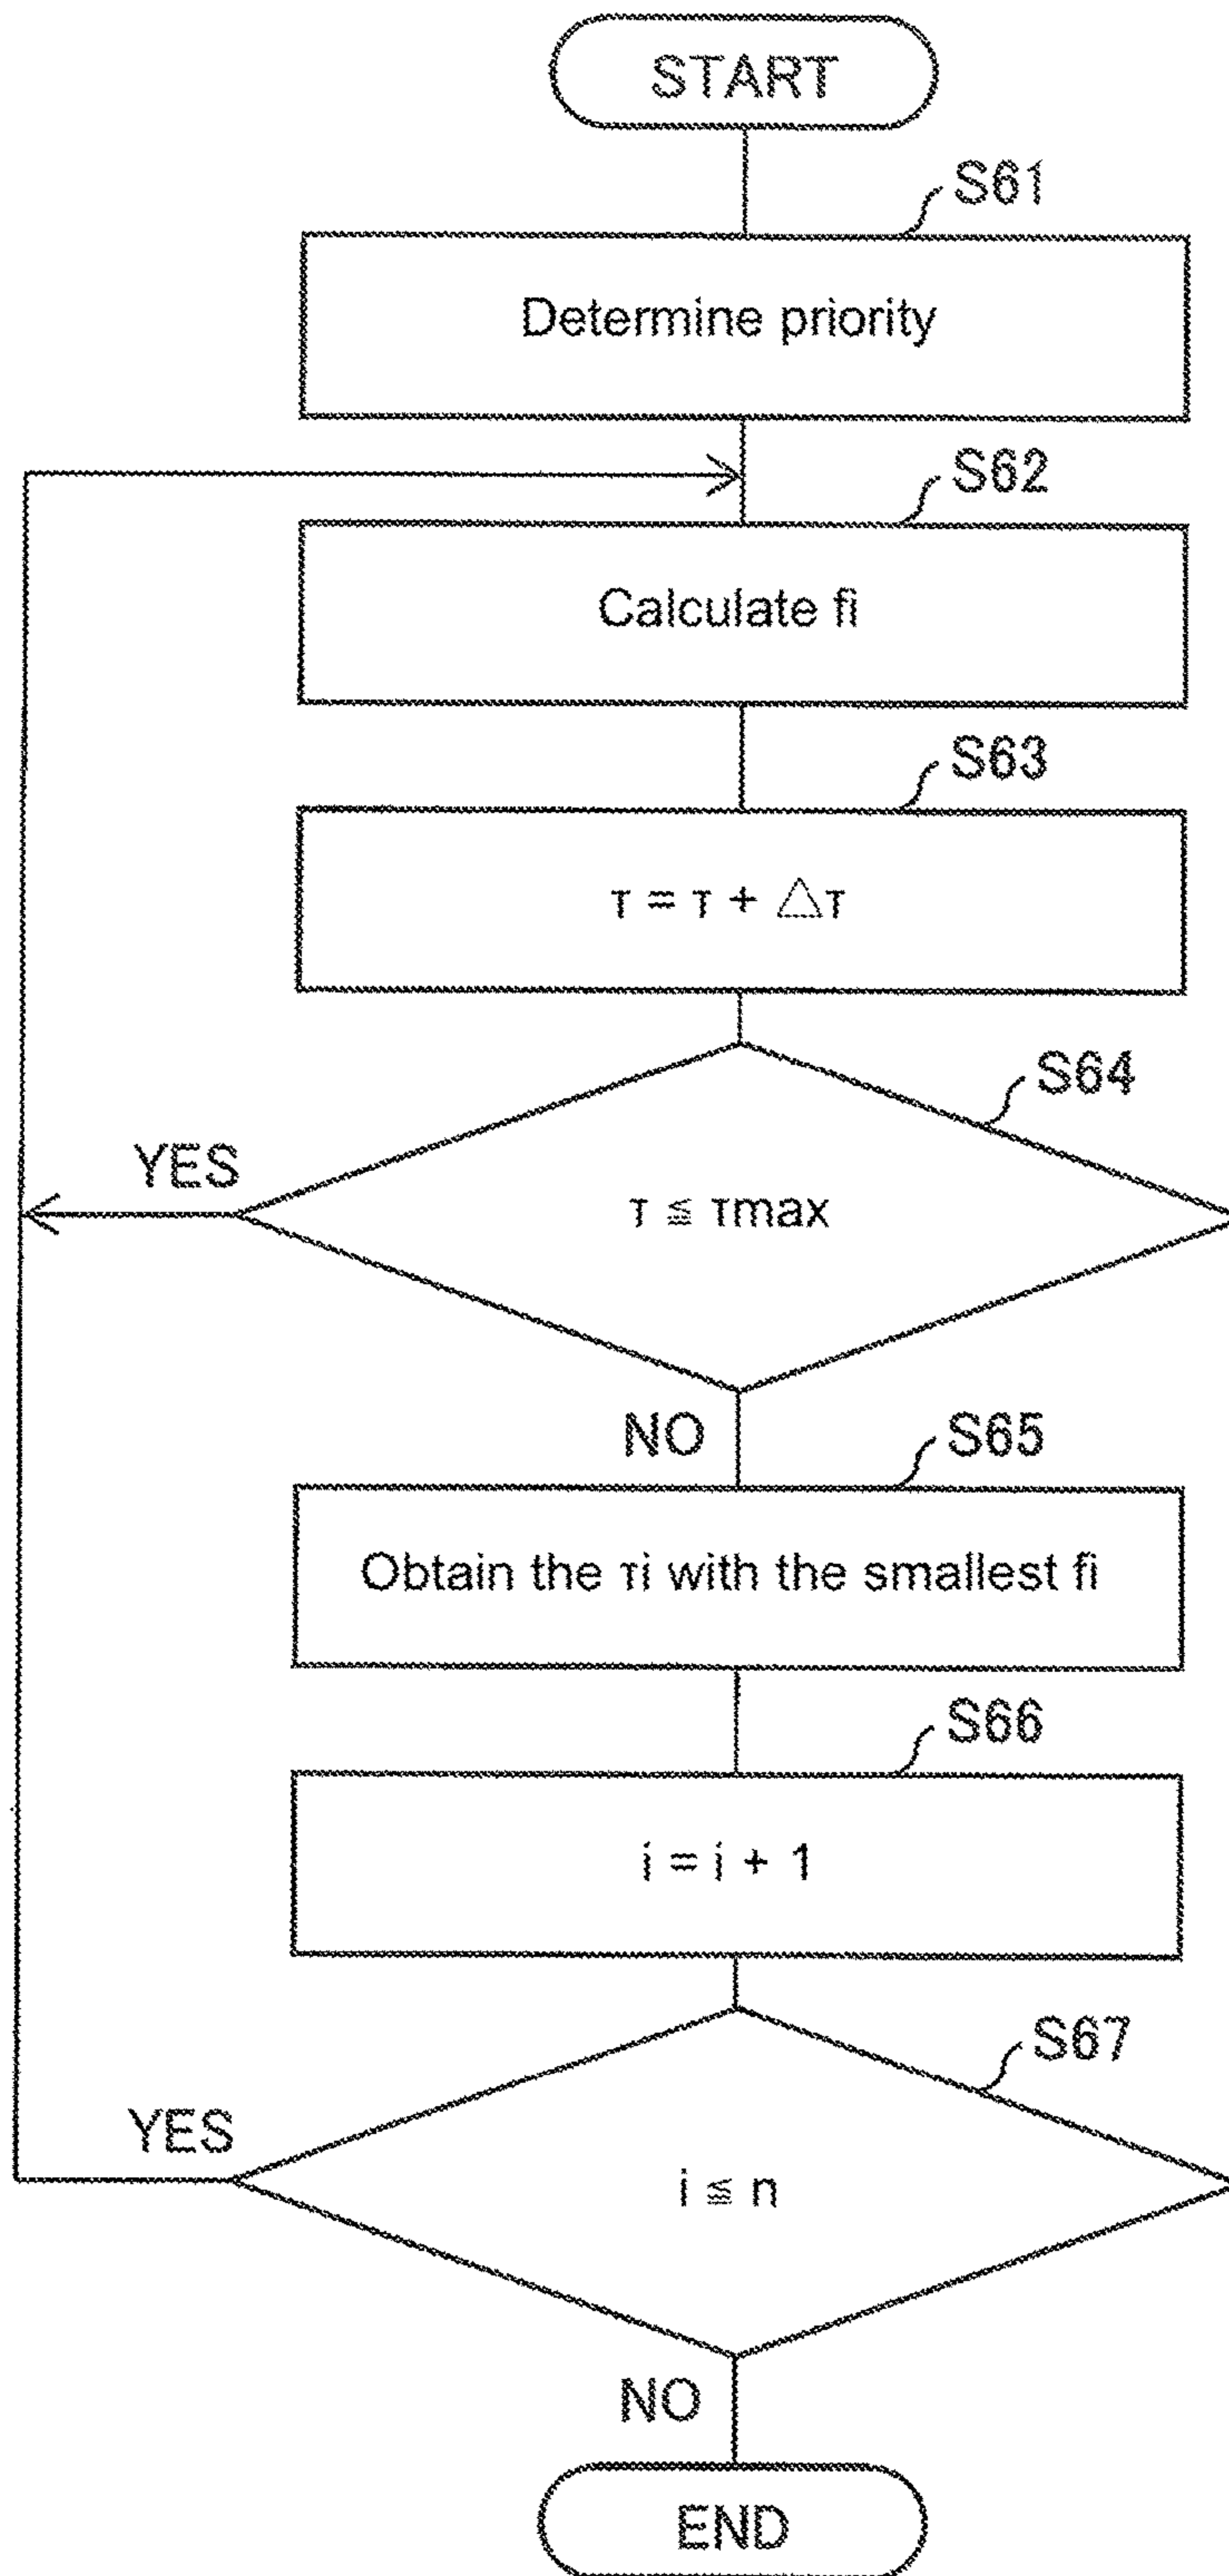 START
S61
Determine priority
S62
Calculate fi
S63
τ = τ + △τ
S64
τ ≦ τmax
YES
NO
S65
Obtain the τi with the smallest fi
S66
i = i + 1
S67
i ≦ n
YES
NO
END